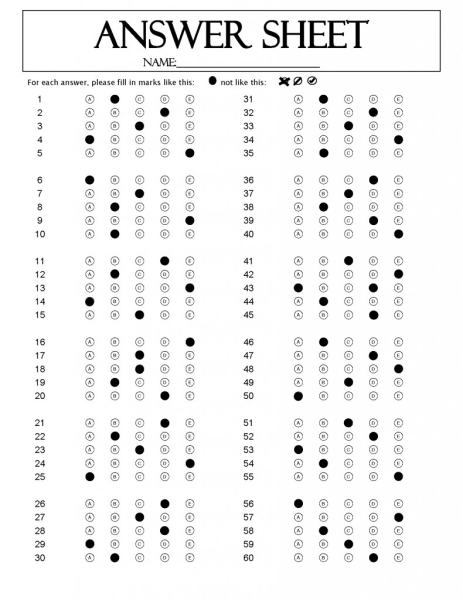 ANSWER SHEET
NAME:
For each answer, please fill in marks like this: not like this:
1 A C D E 31 A C D E
2 A B C E 32 A B C E
3 A B D E 33 A B D E
4 B C D E 34 A B C D
5 A B C D 35 A C D E
6 B C D E 36 A B C E
7 A B D E 37 A B D E
8 A C D E 38 A C D E
9 A B C D 39 A B C E
10 A C D E 40 A B C D
11 A B C E 41 A B D E
12 A C D E 42 A B C D
13 A B C D 43 B C E
14 B C D E 44 A C D E
15 A B D E 45 A B C E
16 A B C D 46 A C D E
17 A B D E 47 A B C E
18 A B D E 48 A B C D
19 A C D E 49 A B D E
20 A B C E 50 B C D E
21 A B C E 51 A B D E
22 A C D E 52 A B C E
23 A B D E 53 B C D E
24 A B C D 54 A C D E
25 B C D E 55 A B C D
26 A B C E 56 B C D E
27 A B D E 57 A B C D
28 A B C E 58 A C D E
29 B C D E 59 A B D E
30 A C D E 60 A B C E